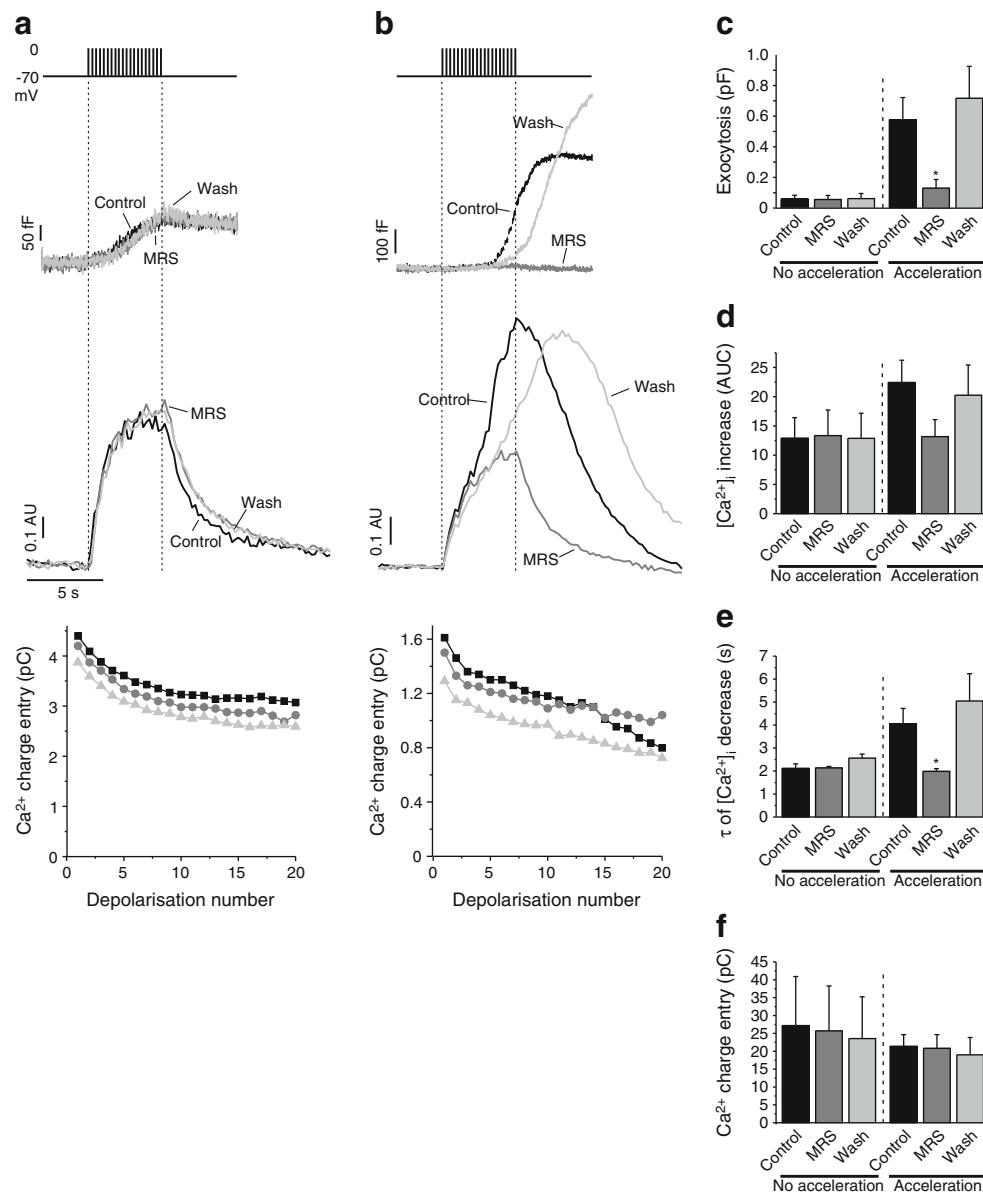 a
0
-70
mV
Control
Wash
MRS
50 fF
MRS
Wash
Control
0.1 AU
5 s
4
3
2
1
0
Ca²⁺ charge entry (pC)
0 5 10 15 20
Depolarisation number
b
Wash
Control
MRS
100 fF
Control
Wash
MRS
0.1 AU
1.6
1.2
0.8
0.4
0
Ca²⁺ charge entry (pC)
0 5 10 15 20
Depolarisation number
c
1.0
0.8
0.6
0.4
0.2
0
Exocytosis (pF)
*
Control MRS Wash Control MRS Wash
No acceleration Acceleration
d
25
20
15
10
5
0
[Ca²⁺]i increase (AUC)
Control MRS Wash Control MRS Wash
No acceleration Acceleration
e
7
6
5
4
3
2
1
0
τ of [Ca²⁺]i decrease (s)
*
Control MRS Wash Control MRS Wash
No acceleration Acceleration
f
45
40
35
30
25
20
15
10
5
0
Ca²⁺ charge entry (pC)
Control MRS Wash Control MRS Wash
No acceleration Acceleration